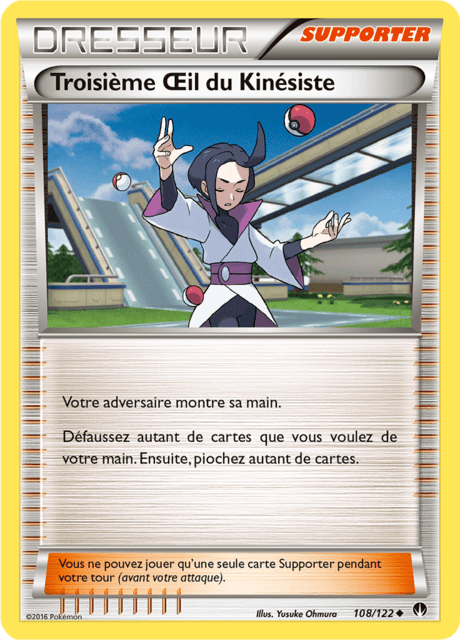 DRESSEUR
SUPPORTER
Troisième Œil du Kinésiste
Votre adversaire montre sa main.
Défaussez autant de cartes que vous voulez de
votre main. Ensuite, piochez autant de cartes.
Vous ne pouvez jouer qu'une seule carte Supporter pendant
votre tour (avant votre attaque).
©2016 Pokémon
Illus. Yusuke Ohmura
108/122